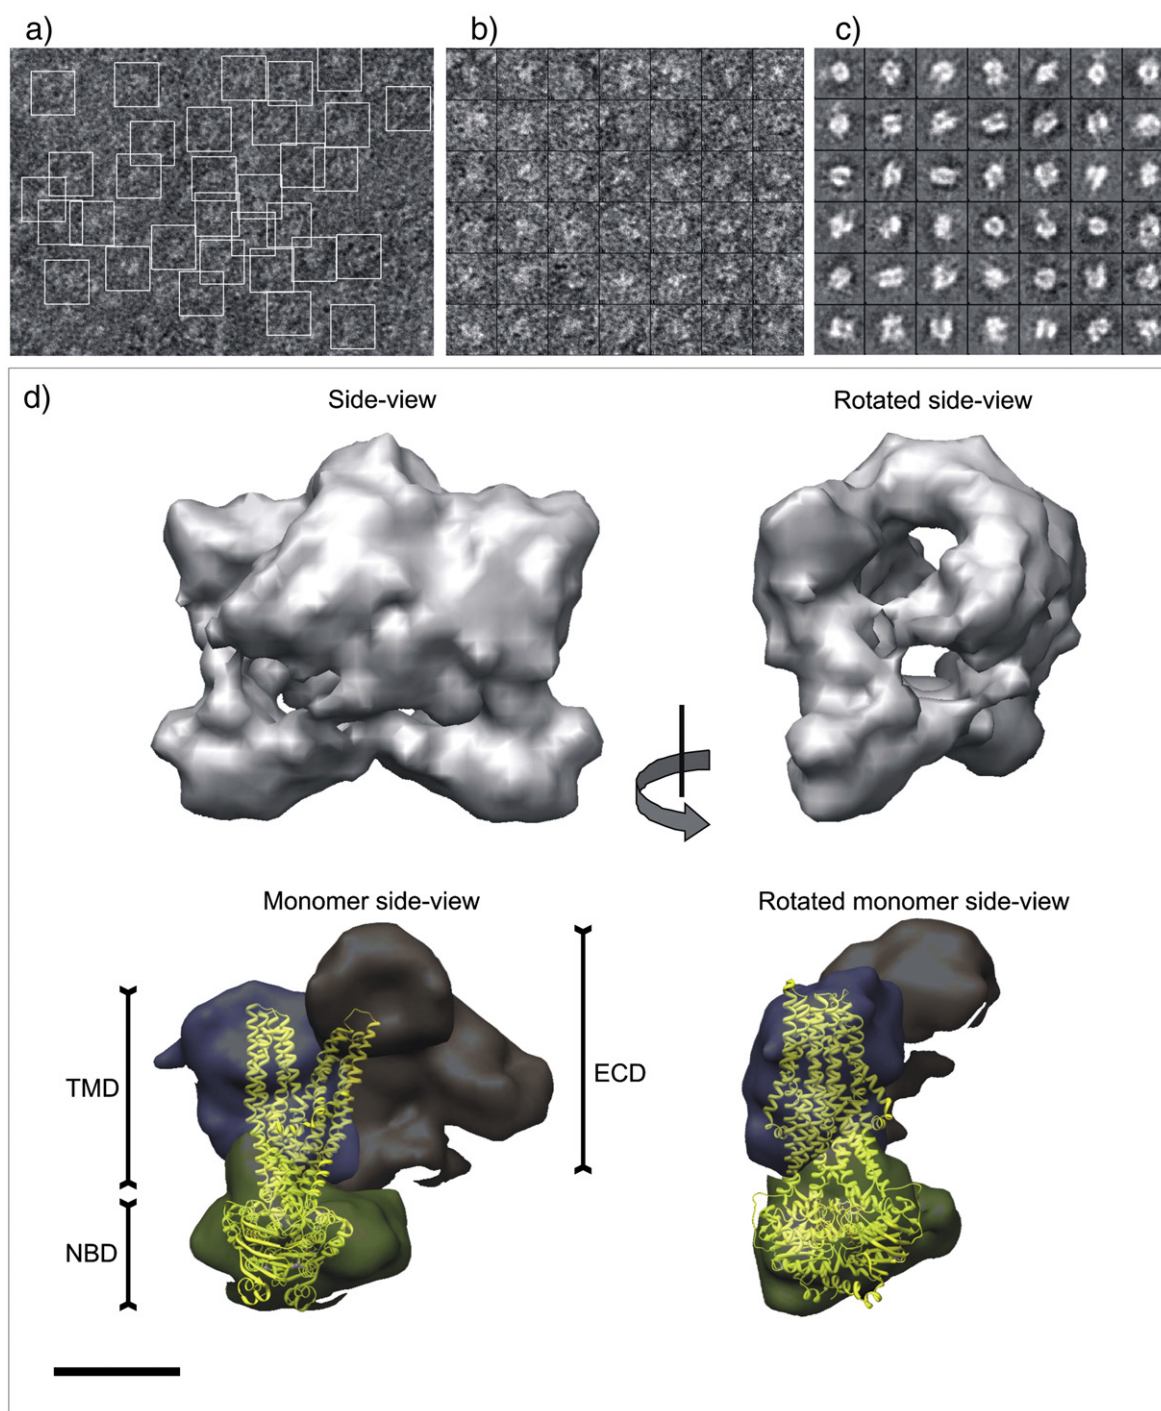 a)
b)
c)
d)
Side-view
Rotated side-view
Monomer side-view
Rotated monomer side-view
TMD
ECD
NBD